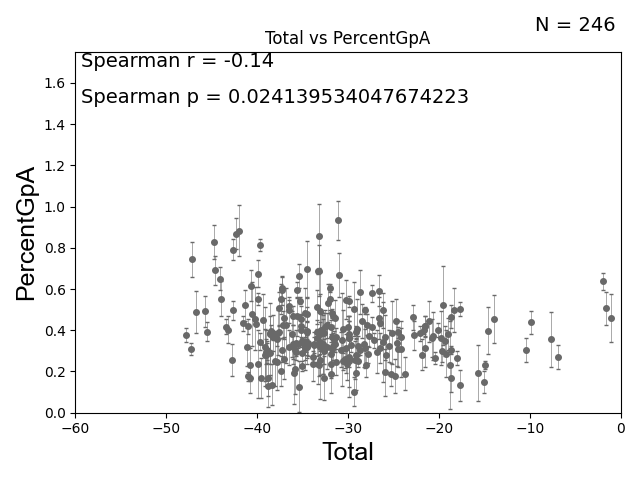 N = 246
Total vs PercentGpA
Spearman r = -0.14
Spearman p = 0.024139534047674223
PercentGpA
1.6
1.4
1.2
1.0
0.8
0.6
0.4
0.2
0.0
−60
−50
−40
−30
−20
−10
0
Total